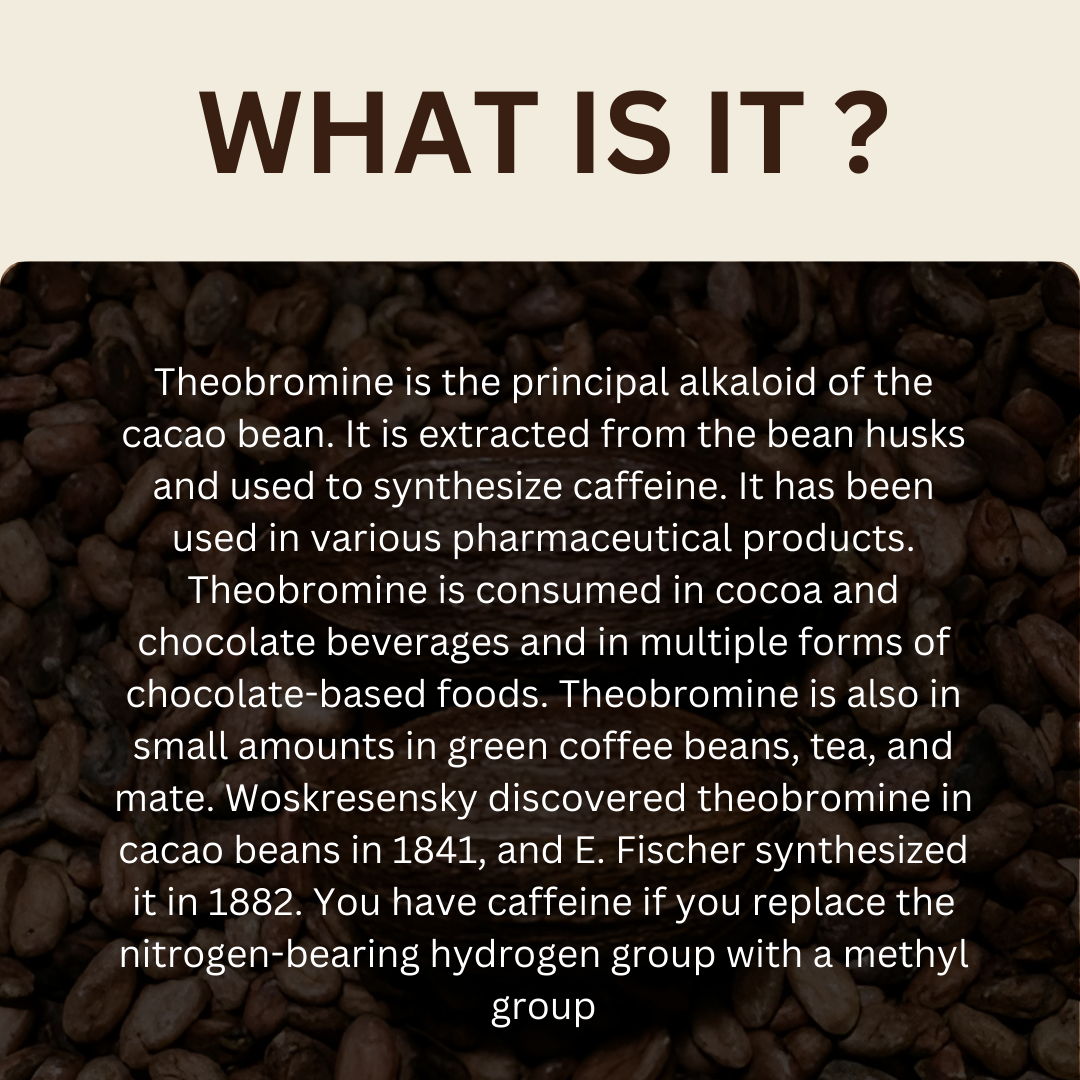 WHAT IS IT ?
Theobromine is the principal alkaloid of the
cacao bean. It is extracted from the bean husks
and used to synthesize caffeine. It has been
used in various pharmaceutical products.
Theobromine is consumed in cocoa and
chocolate beverages and in multiple forms of
chocolate-based foods. Theobromine is also in
small amounts in green coffee beans, tea, and
mate. Woskresensky discovered theobromine in
cacao beans in 1841, and E. Fischer synthesized
it in 1882. You have caffeine if you replace the
nitrogen-bearing hydrogen group with a methyl
group